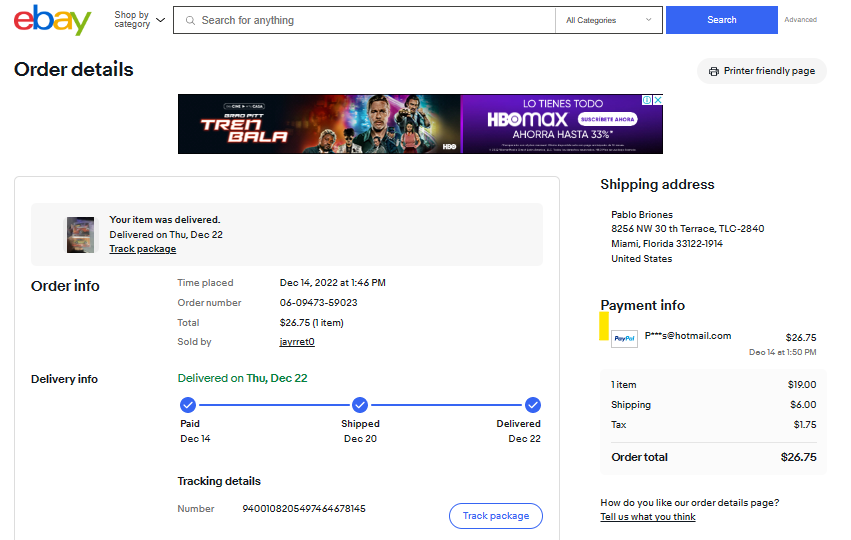 ebay
Shop by
category
Search for anything
All Categories
Search
Advanced
Order details
Printer friendly page
BRAD PITT
TREN
BALA
HBO
LO TIENES TODO
HBOMAX SUSCRÍBETE AHORA
AHORRA HASTA 33%*
Your item was delivered.
Delivered on Thu, Dec 22
Track package
Order info
Time placed Dec 14, 2022 at 1:46 PM
Order number 06-09473-59023
Total $26.75 (1 item)
Sold by jayrret0
Delivery info
Delivered on Thu, Dec 22
Paid Shipped Delivered
Dec 14 Dec 20 Dec 22
Tracking details
Number 9400108205497464678145
Track package
Shipping address
Pablo Briones
8256 NW 30 th Terrace, TLC-2840
Miami, Florida 33122-1914
United States
Payment info
PayPal P***s@hotmail.com $26.75
Dec 14 at 1:50 PM
1 item $19.00
Shipping $6.00
Tax $1.75
Order total $26.75
How do you like our order details page?
Tell us what you think